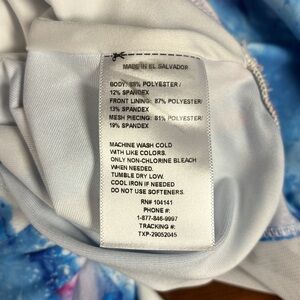 MADE IN EL SALVADOR
BODY: 88% POLYESTER/
12% SPANDEX
FRONT LINING: 87% POLYESTER/
13% SPANDEX
MESH PIECING: 81% POLYESTER/
19% SPANDEX
MACHINE WASH COLD
WITH LIKE COLORS.
ONLY NON-CHLORINE BLEACH
WHEN NEEDED.
TUMBLE DRY LOW.
COOL IRON IF NEEDED
DO NOT USE SOFTENERS.
RN# 104141
PHONE #:
1-877-846-9997
TRACKING #:
TXP-29052045